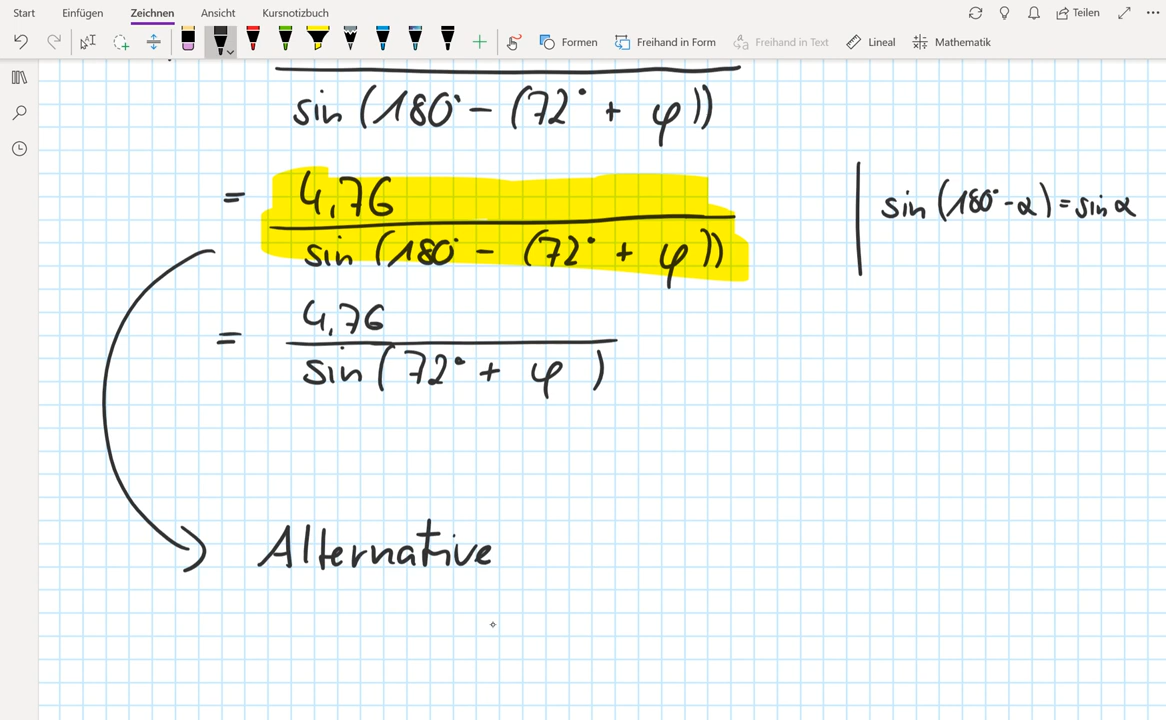 Start Einfügen Zeichnen Ansicht Kursnotizbuch Teilen
Formen Freihand in Form Freihand in Text Lineal Mathematik
sin (180° - (72° + φ))
= 4,76
sin (180° - (72° + φ))
sin (180° - α) = sin α
= 4,76
sin (72° + φ )
Alternative